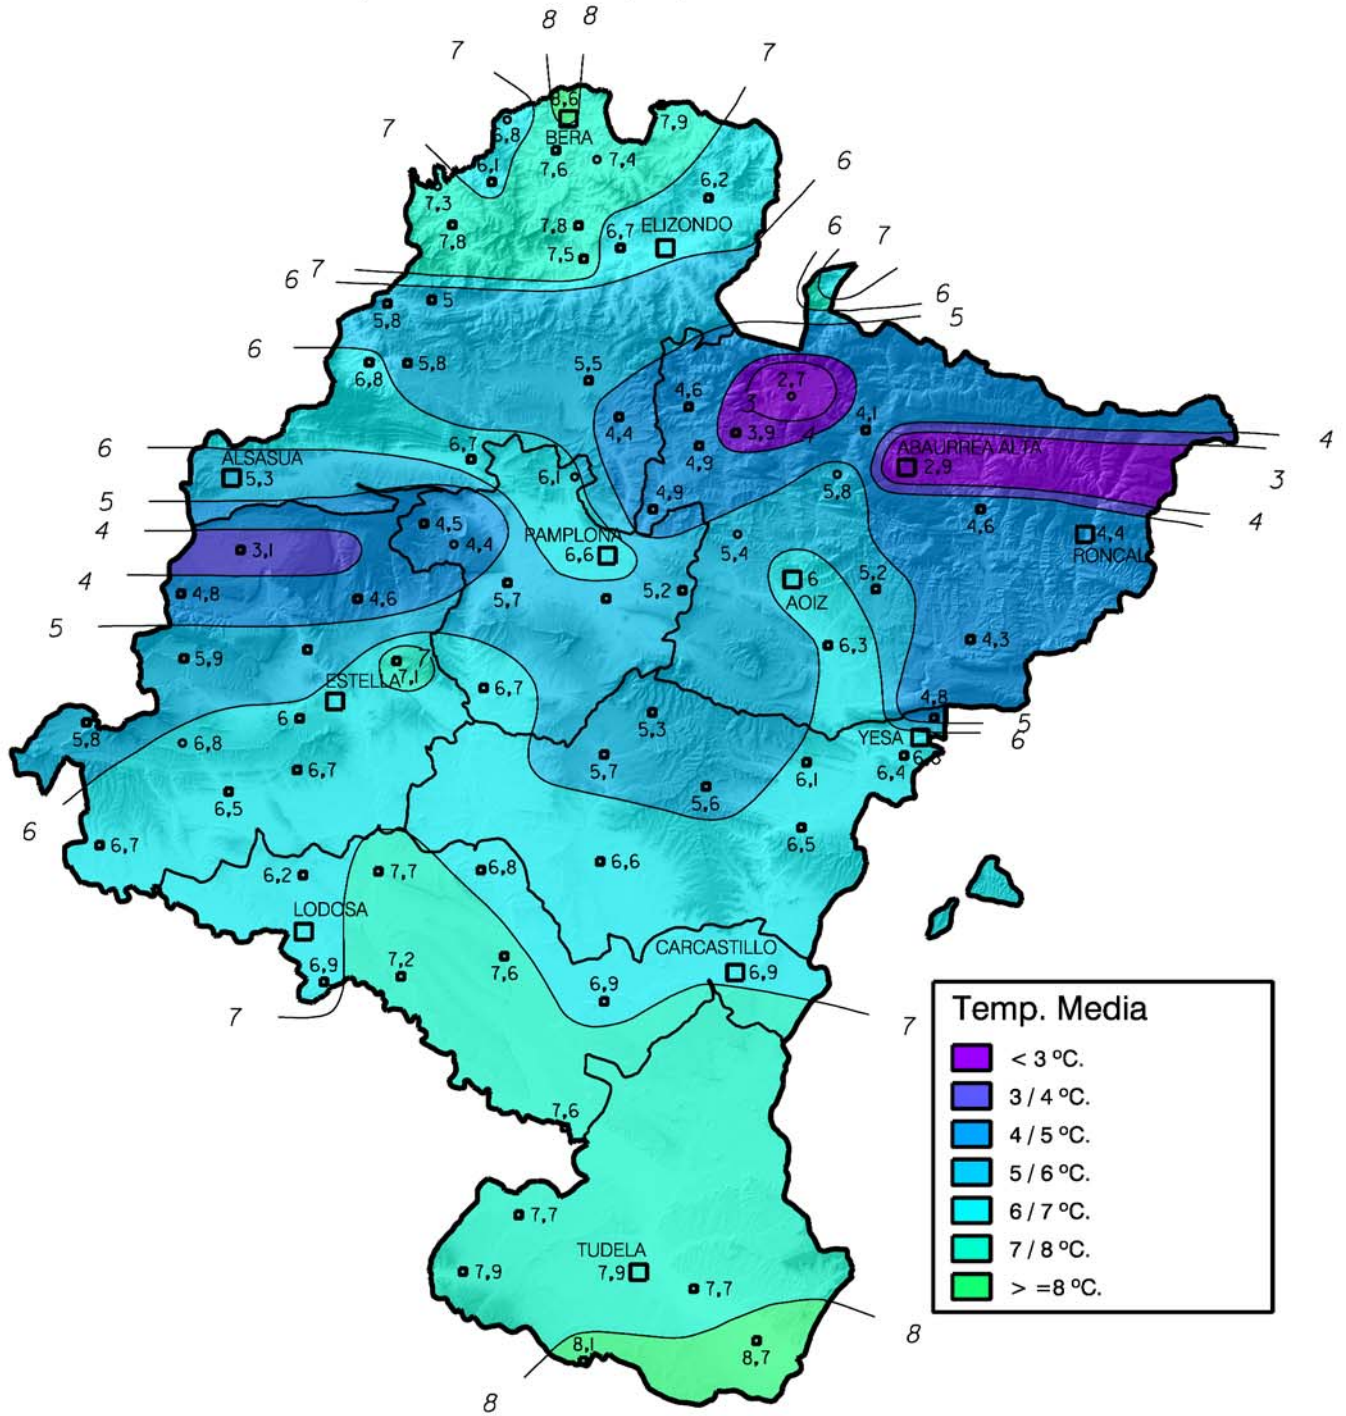 8 8
7 7
8,6
6,8 7,9
BERA
7
7,6 7,4
6
6,1 6,2
7,3
7,8 7,8 6,7 ELIZONDO
6 7
7,5
6 7
6
5
5,8 5
6
6,8 5,8 5,5 2,7
4,6 3
4,4 3,9 4 4,1
4
6 6,7 4,9 ABAURREA ALTA
ALSASUA 2,9
5,3 6,1 5,8 3
5 4,9 4,6 4
4 4,5 PAMPLONA 5,4 4,4
3,1 4,4 6,6 RONCAL
4 6
4,8 4,6 5,7 5,2 AOIZ 5,2
5 4,3
5,9 6,3
7,1 7
ESTELLA 6,7
4,8
5,8 6 5,3 5
6,8 YESA 6
5,7 6,4 6,3
6,7 6,1
6,5 5,6
6 6,7 6,5
6,2 7,7 6,8 6,6
LODOSA
CARCASTILLO
6,9 7,2 7,6 6,9
6,9
7 7
Temp. Media
< 3 ºC.
3 / 4 ºC.
4 / 5 ºC.
5 / 6 ºC.
6 / 7 ºC.
7 / 8 ºC.
> =8 ºC.
7,6
7,7
TUDELA
7,9 7,9
7,7
8
8,1 8,7
8